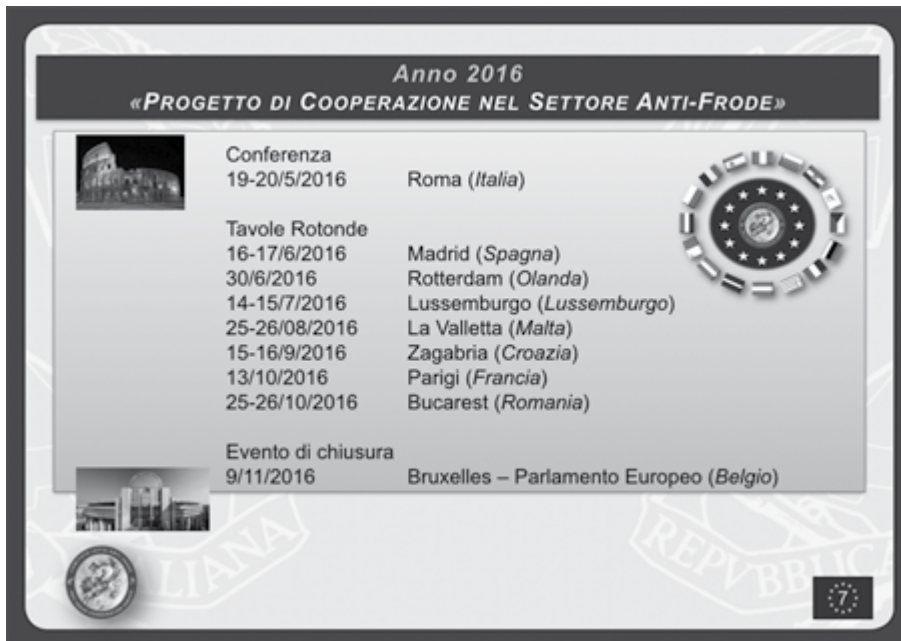 Anno 2016
«PROGETTO DI COOPERAZIONE NEL SETTORE ANTI-FRODE»
Conferenza
19-20/5/2016 Roma (Italia)
Tavole Rotonde
16-17/6/2016 Madrid (Spagna)
30/6/2016 Rotterdam (Olanda)
14-15/7/2016 Lussemburgo (Lussemburgo)
25-26/08/2016 La Valletta (Malta)
15-16/9/2016 Zagabria (Croazia)
13/10/2016 Parigi (Francia)
25-26/10/2016 Bucarest (Romania)
Evento di chiusura
9/11/2016 Bruxelles – Parlamento Europeo (Belgio)
LIANA
REPVBBLICA
7